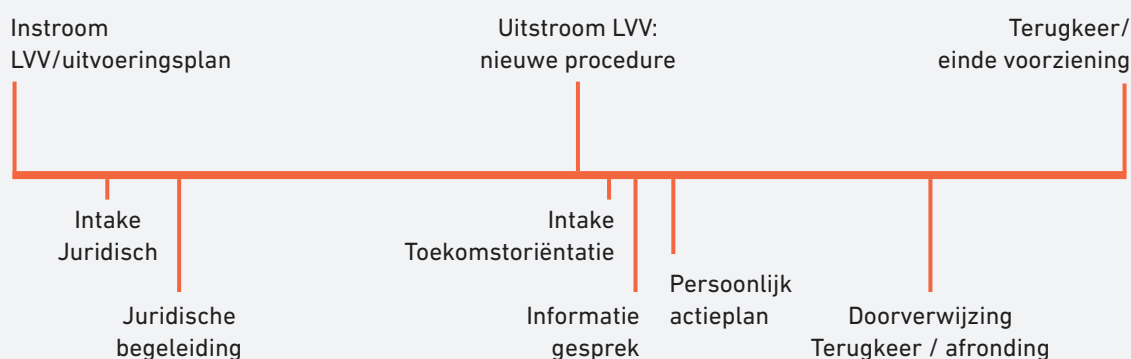 Instroom
LVV/uitvoeringsplan
Uitstroom LVV:
nieuwe procedure
Terugkeer/
einde voorziening
Intake
Juridisch
Intake
Toekomstoriëntatie
Juridische
begeleiding
Informatie
gesprek
Persoonlijk
actieplan
Doorverwijzing
Terugkeer / afronding